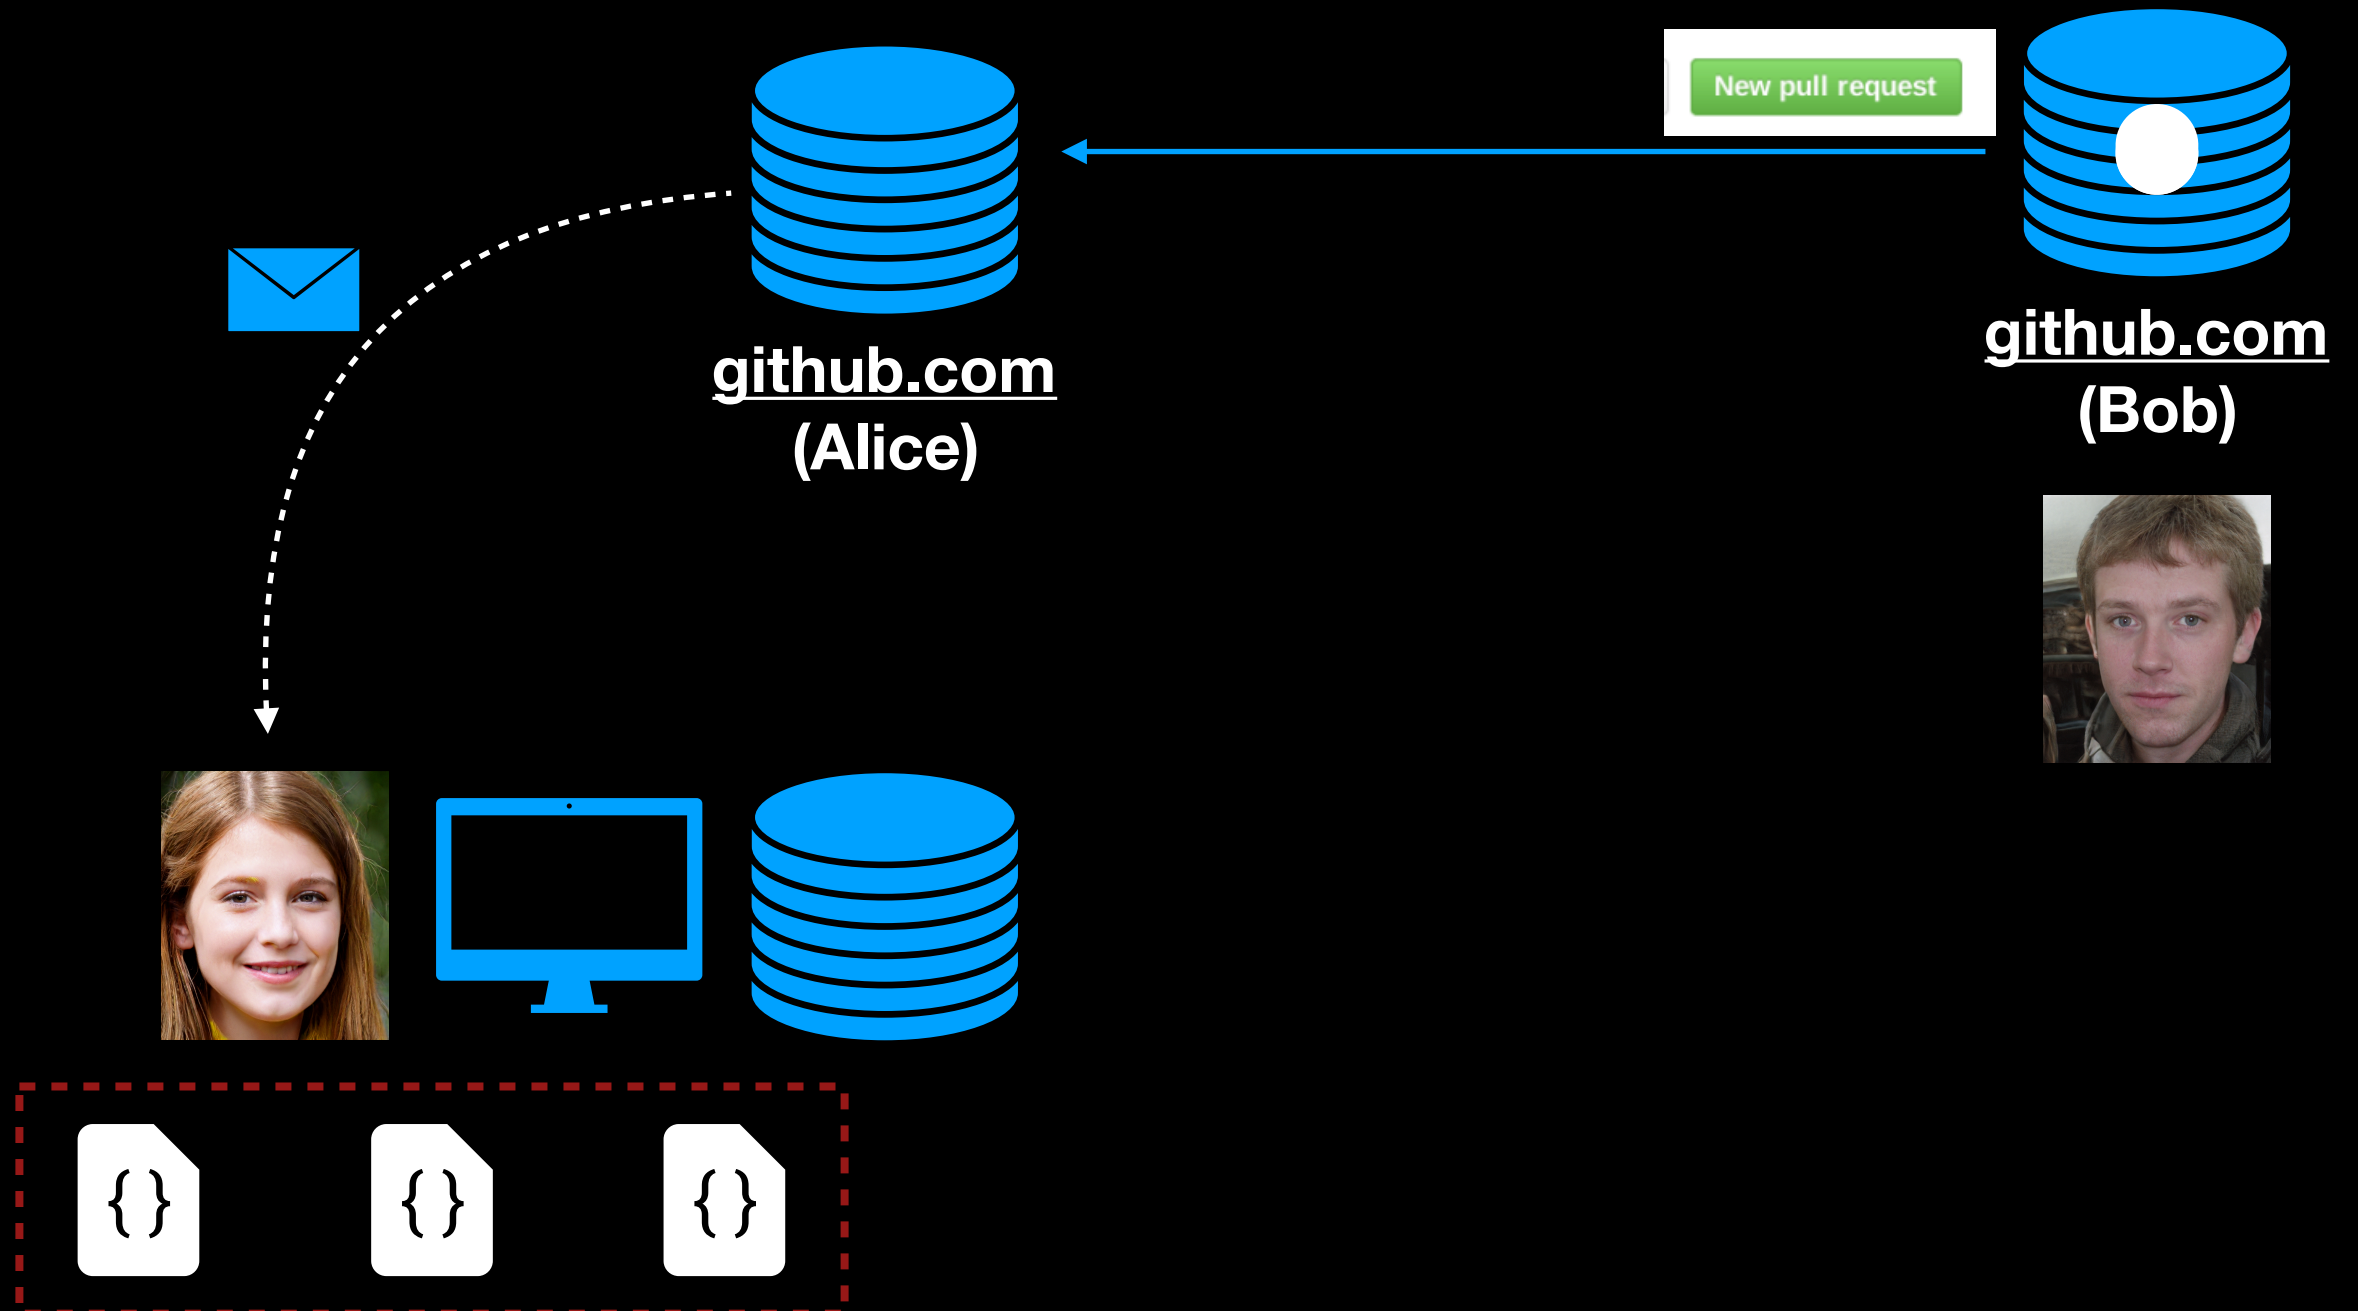 New pull request
github.com
(Alice)
github.com
(Bob)
{}
{}
{}